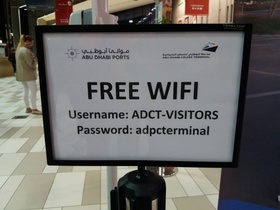 موانئ أبوظبي
ABU DHABI PORTS
FREE WIFI
Username: ADCT-VISITORS
Password: adpcterminal